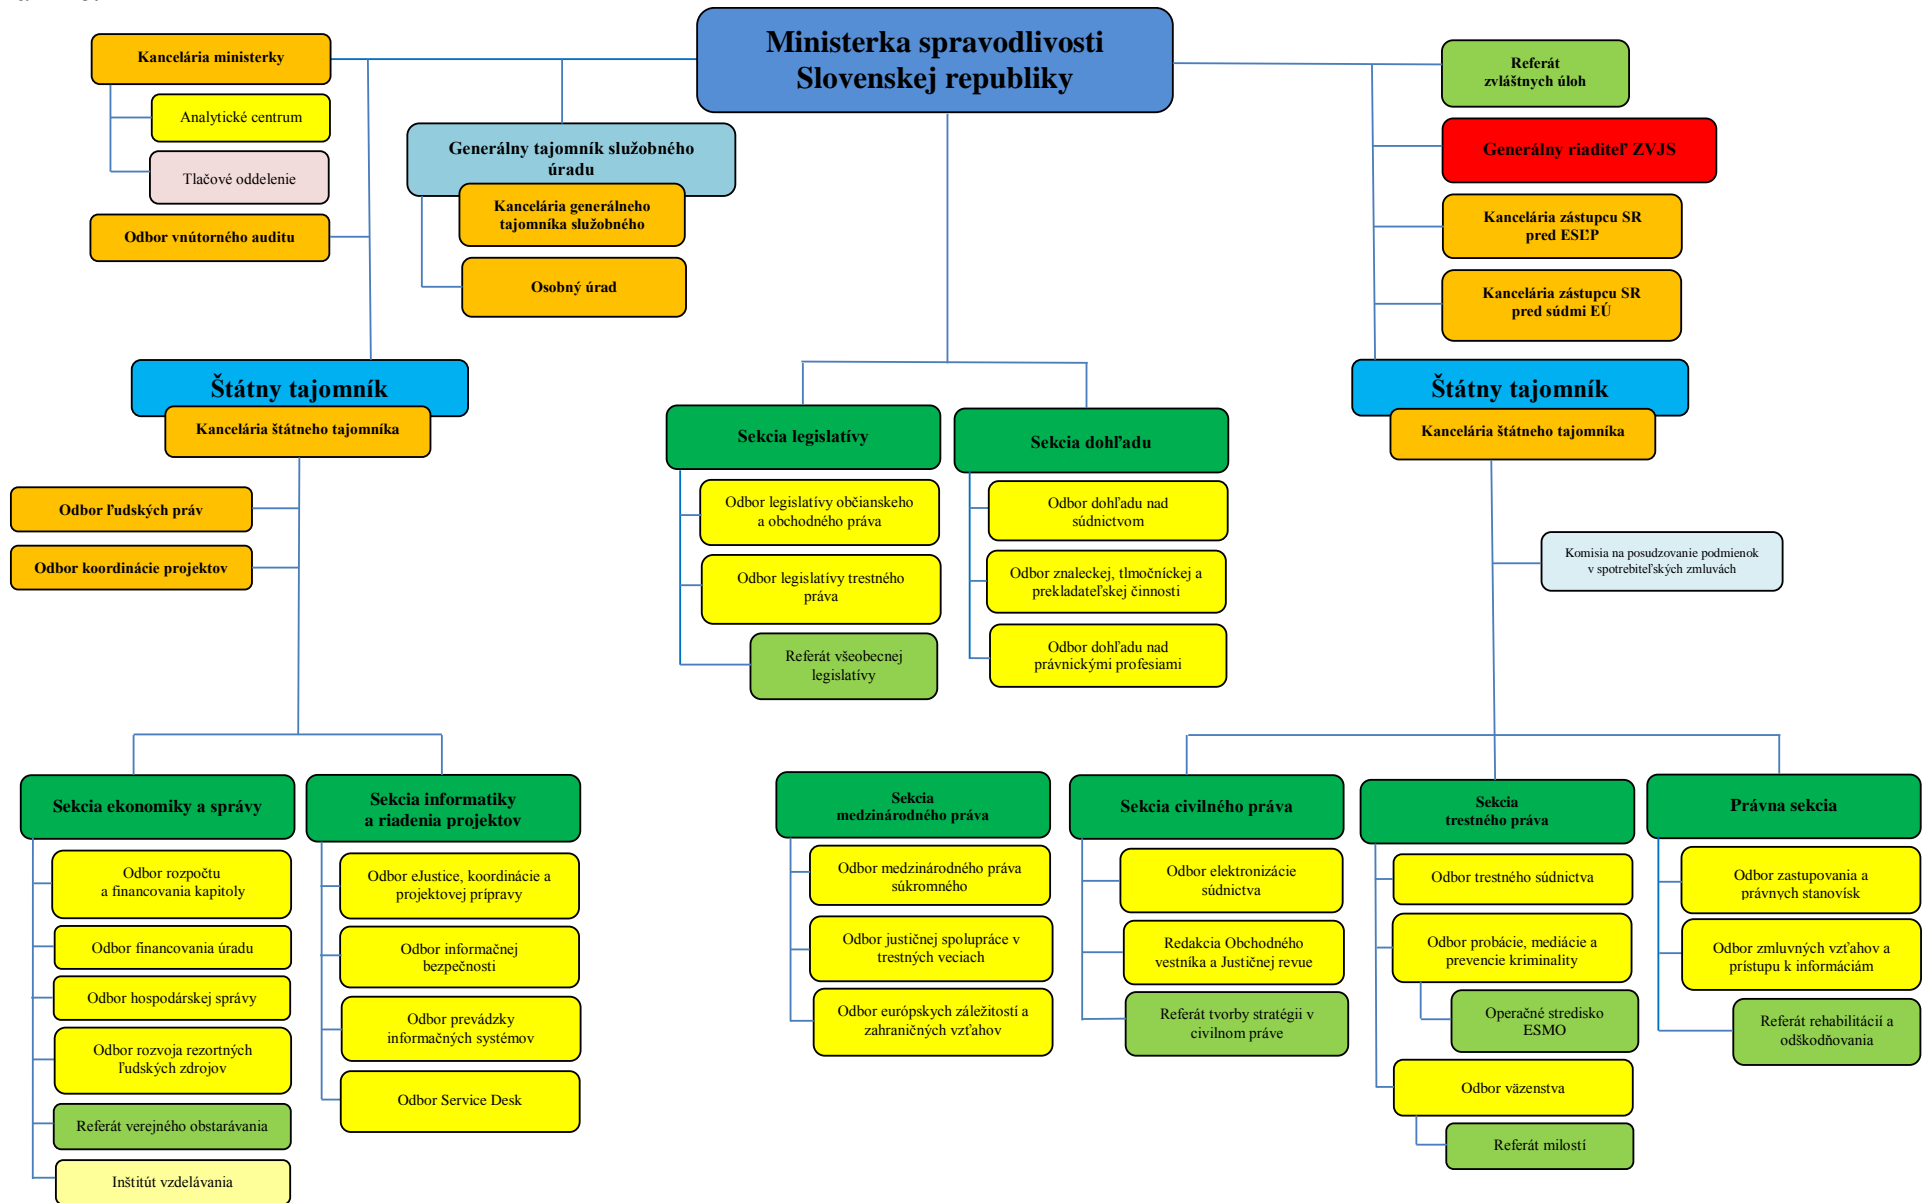 Ministerka spravodlivosti
Slovenskej republiky
Kancelária ministerky
Analytické centrum
Tlačové oddelenie
Odbor vnútorného auditu
Generálny tajomník služobného
úradu
Kancelária generálneho
tajomníka služobného
Osobný úrad
Referát
zvláštnych úloh
Generálny riaditeľ ZVJS
Kancelária zástupcu SR
pred ESĽP
Kancelária zástupcu SR
pred súdmi EÚ
Štátny tajomník
Kancelária štátneho tajomníka
Odbor ľudských práv
Odbor koordinácie projektov
Sekcia legislatívy
Odbor legislatívy občianskeho
a obchodného práva
Odbor legislatívy trestného
práva
Referát všeobecnej
legislatívy
Sekcia dohľadu
Odbor dohľadu nad
súdnictvom
Odbor znaleckej, tlmočníckej a
prekladateľskej činnosti
Odbor dohľadu nad
právnickými profesiami
Štátny tajomník
Kancelária štátneho tajomníka
Komisia na posudzovanie podmienok
v spotrebiteľských zmluvách
Sekcia ekonomiky a správy
Odbor rozpočtu
a financovania kapitoly
Odbor financovania úradu
Odbor hospodárskej správy
Odbor rozvoja rezortných
ľudských zdrojov
Referát verejného obstarávania
Inštitút vzdelávania
Sekcia informatiky
a riadenia projektov
Odbor eJustice, koordinácie a
projektovej prípravy
Odbor informačnej
bezpečnosti
Odbor prevádzky
informačných systémov
Odbor Service Desk
Sekcia
medzinárodného práva
Odbor medzinárodného práva
súkromného
Odbor justičnej spolupráce v
trestných veciach
Odbor európskych záležitostí a
zahraničných vzťahov
Sekcia civilného práva
Odbor elektronizácie
súdnictva
Redakcia Obchodného
vestníka a Justičnej revue
Referát tvorby stratégii v
civilnom práve
Sekcia
trestného práva
Odbor trestného súdnictva
Odbor probácie, mediácie a
prevencie kriminality
Operačné stredisko
ESMO
Odbor väzenstva
Referát milostí
Právna sekcia
Odbor zastupovania a
právnych stanovísk
Odbor zmluvných vzťahov a
prístupu k informáciám
Referát rehabilitácií a
odškodňovania